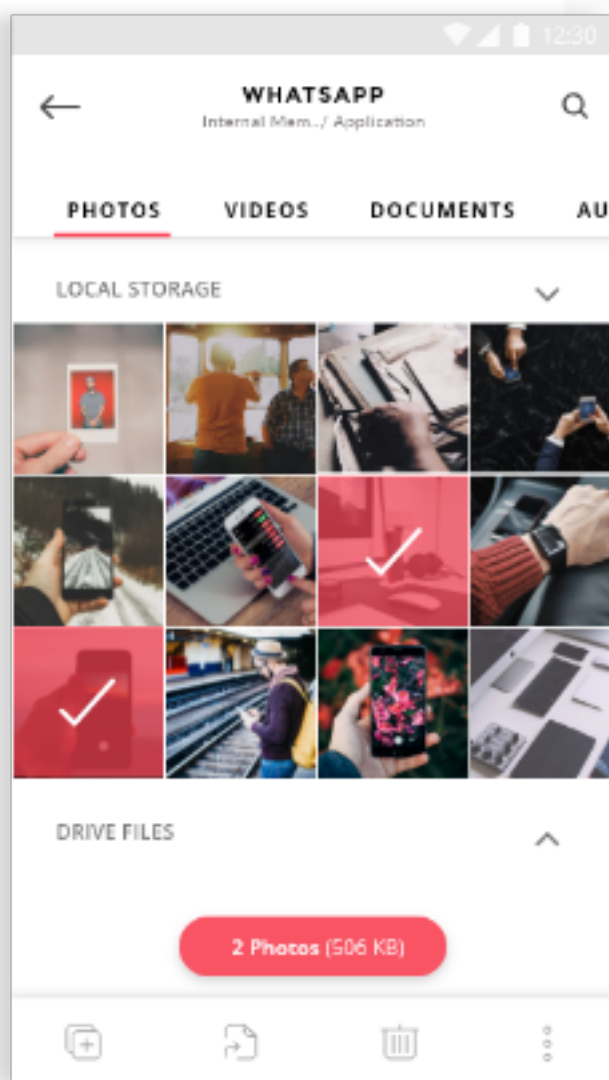 12:30
WHATSAPP
Internal Mem../ Application
PHOTOS VIDEOS DOCUMENTS AU
LOCAL STORAGE
DRIVE FILES
2 Photos (506 KB)